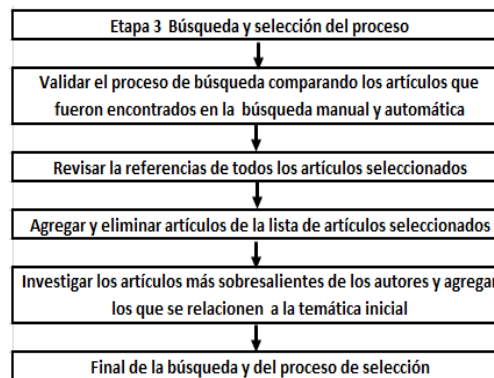 Etapa 3 Búsqueda y selección del proceso
Validar el proceso de búsqueda comparando los artículos que
fueron encontrados en la búsqueda manual y automática
Revisar la referencias de todos los artículos seleccionados
Agregar y eliminar artículos de la lista de artículos seleccionados
Investigar los artículos más sobresalientes de los autores y agregar
los que se relacionen a la temática inicial
Final de la búsqueda y del proceso de selección